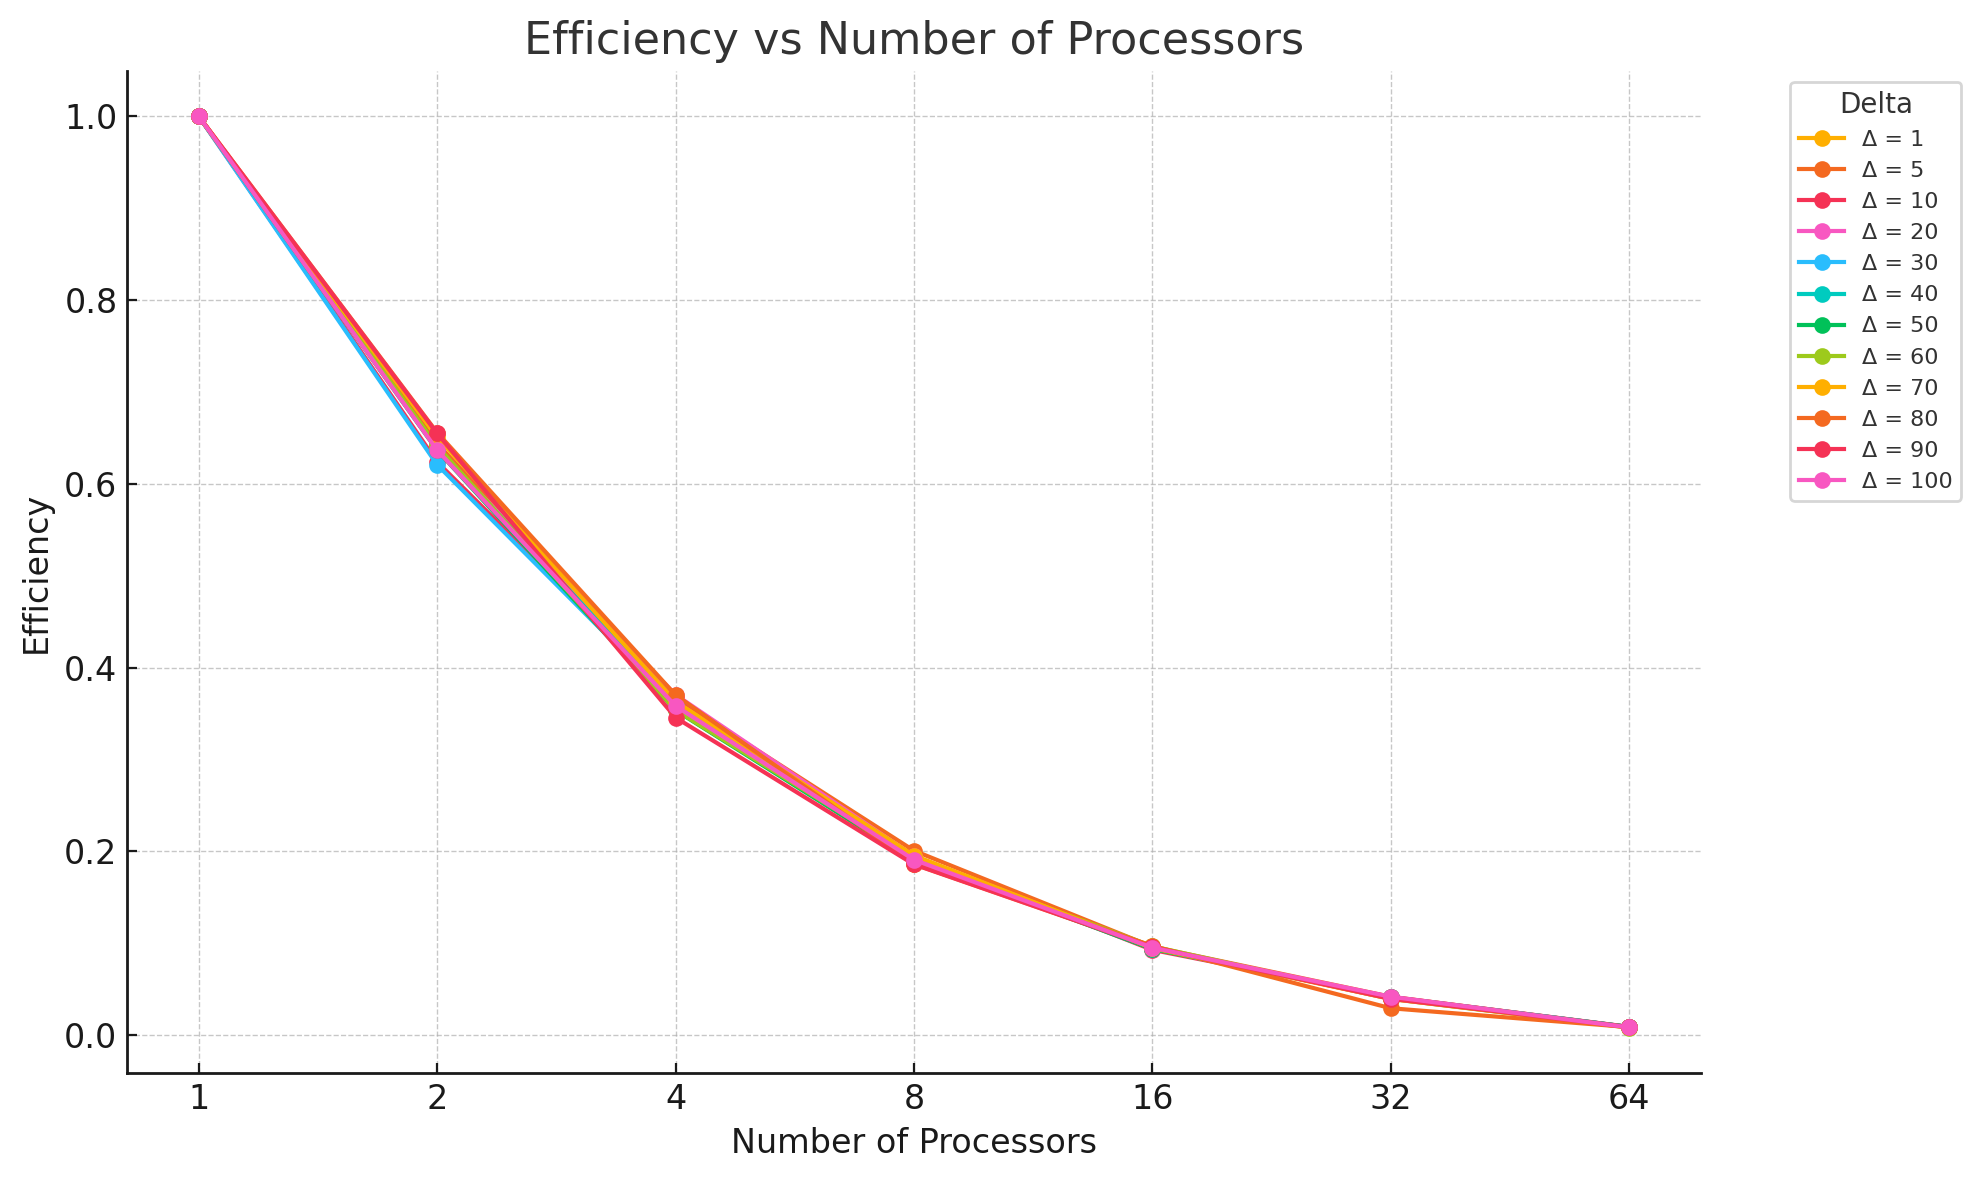 Efficiency vs Number of Processors
Efficiency
1.0
0.8
0.6
0.4
0.2
0.0
1 2 4 8 16 32 64
Number of Processors
Delta
Δ = 1
Δ = 5
Δ = 10
Δ = 20
Δ = 30
Δ = 40
Δ = 50
Δ = 60
Δ = 70
Δ = 80
Δ = 90
Δ = 100